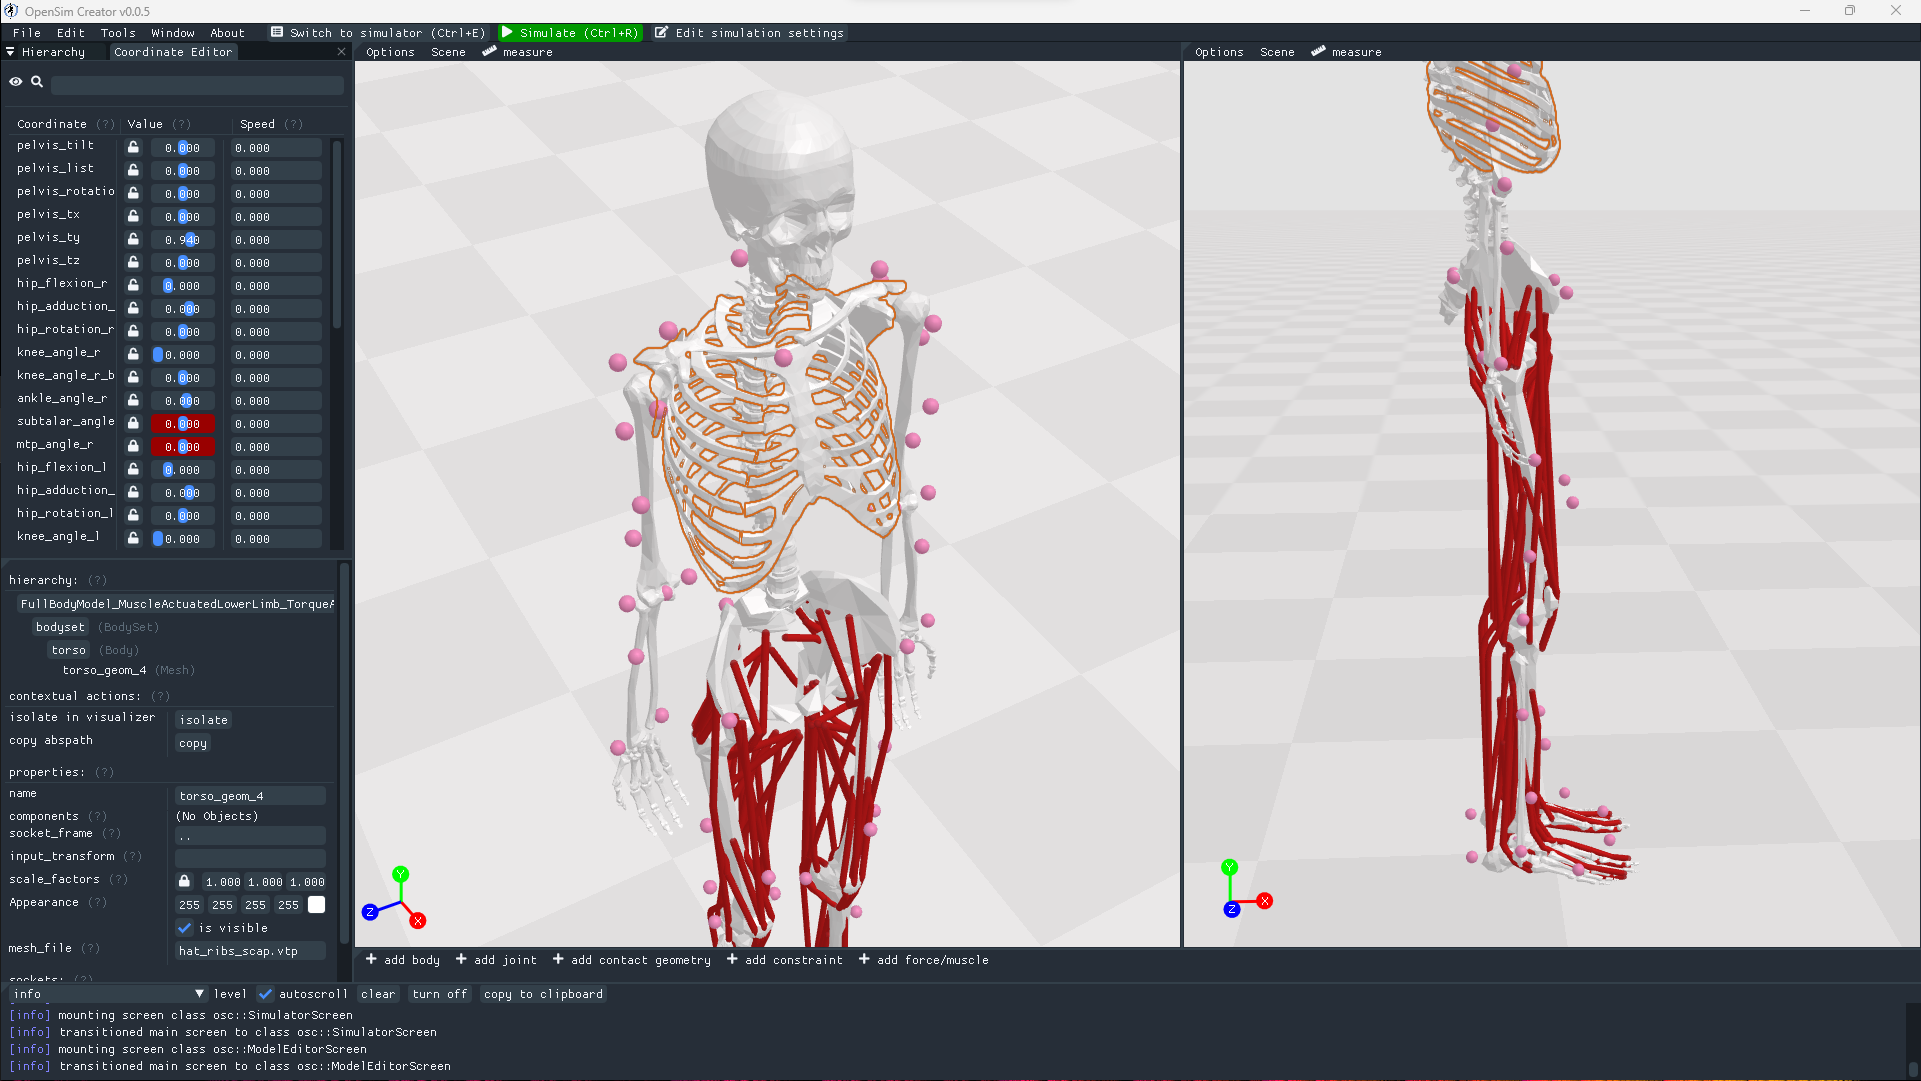 OpenSim Creator v0.0.5
File Edit Tools Window About Switch to simulator (Ctrl+E) Simulate (Ctrl+R) Edit simulation settings
Hierarchy Coordinate Editor
Options Scene measure
Options Scene measure
Coordinate (?) Value (?) Speed (?)
pelvis_tilt 0.000 0.000
pelvis_list 0.000 0.000
pelvis_rotatio 0.000 0.000
pelvis_tx 0.000 0.000
pelvis_ty 0.940 0.000
pelvis_tz 0.000 0.000
hip_flexion_r 0.000 0.000
hip_adduction_ 0.000 0.000
hip_rotation_r 0.000 0.000
knee_angle_r 0.000 0.000
knee_angle_r_b 0.000 0.000
ankle_angle_r 0.000 0.000
subtalar_angle 0.000 0.000
mtp_angle_r 0.000 0.000
hip_flexion_l 0.000 0.000
hip_adduction_ 0.000 0.000
hip_rotation_l 0.000 0.000
knee_angle_l 0.000 0.000
hierarchy: (?)
FullBodyModel_MuscleActuatedLowerLimb_TorqueA
bodyset (BodySet)
torso (Body)
torso_geom_4 (Mesh)
contextual actions: (?)
isolate in visualizer isolate
copy abspath copy
properties: (?)
name torso_geom_4
components (?) (No Objects)
socket_frame (?) ..
input_transform (?)
scale_factors (?) 1.000 1.000 1.000
Appearance (?) 255 255 255 255
is visible
mesh_file (?) hat_ribs_scap.vtp
sockets: (?)
Y
Z
X
Y
X
Z
+ add body + add joint + add contact geometry + add constraint + add force/muscle
info level autoscroll clear turn off copy to clipboard
[info] mounting screen class osc::SimulatorScreen
[info] transitioned main screen to class osc::SimulatorScreen
[info] mounting screen class osc::ModelEditorScreen
[info] transitioned main screen to class osc::ModelEditorScreen